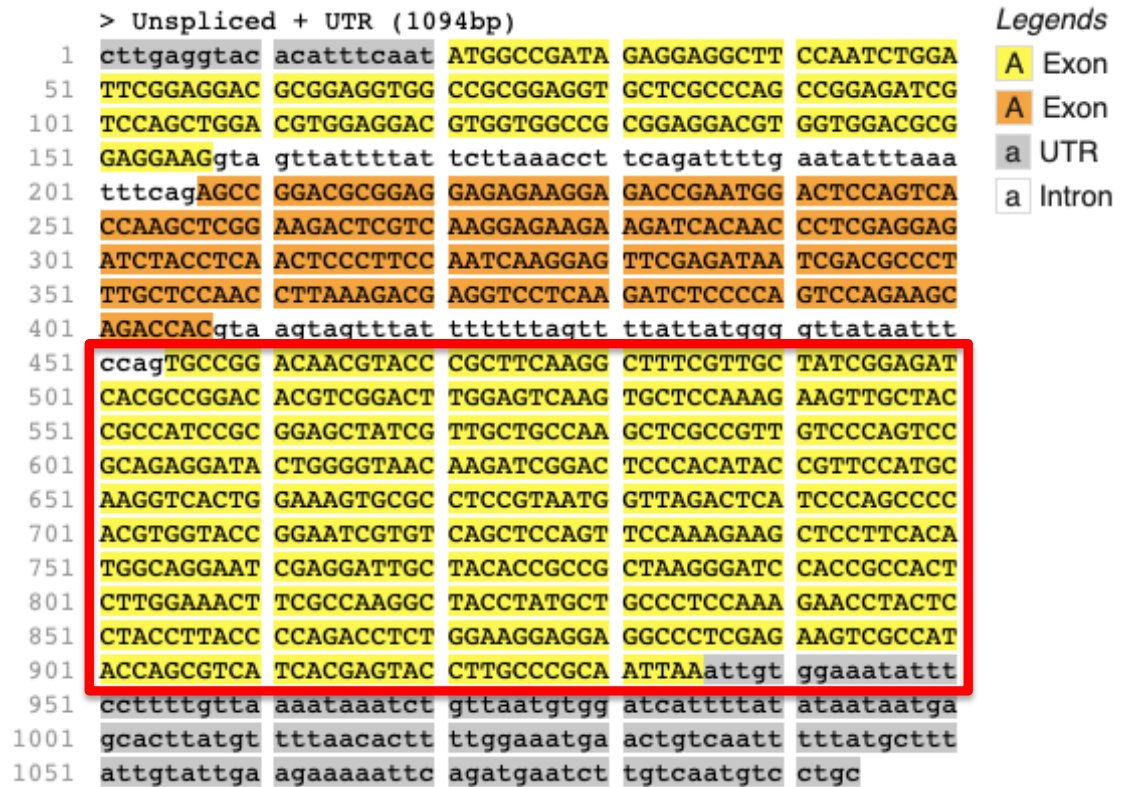 > Unspliced + UTR (1094bp)
Legends
A Exon
A Exon
a UTR
a Intron
1 cttgaggtac acatttcaat ATGGCCGATA GAGGAGGCTT CCAATCTGGA
51 TTCGGAGGAC GCGGAGGTGG CCGCGGAGGT GCTCGCCCAG CCGGAGATCG
101 TCCAGCTGGA CGTGGAGGAC GTGGTGGCCG CGGAGGACGT GGTGGACGCG
151 GAGGAAGgta gttattttat tcttaaacct tcagattttg aatatttaaa
201 tttcagAGCC GGACGCGGAG GAGAGAAGGA GACCGAATGG ACTCCAGTCA
251 CCAAGCTCGG AAGACTCGTC AAGGAGAAGA AGATCACAAC CCTCGAGGAG
301 ATCTACCTCA ACTCCCTTCC AATCAAGGAG TTCGAGATAA TCGACGCCCT
351 TTGCTCCAAC CTTAAAGACG AGGTCCTCAA GATCTCCCCA GTCCAGAAGC
401 AGACCACgta agtagtttat ttttttagtt ttattatggg gttataattt
451 ccagTGCCGG ACAACGTACC CGCTTCAAGG CTTTCGTTGC TATCGGAGAT
501 CACGCCGGAC ACGTCGGACT TGGAGTCAAG TGCTCCAAAG AAGTTGCTAC
551 CGCCATCCGC GGAGCTATCG TTGCTGCCAA GCTCGCCGTT GTCCCAGTCC
601 GCAGAGGATA CTGGGGTAAC AAGATCGGAC TCCCACATAC CGTTCCATGC
651 AAGGTCACTG GAAAGTGCGC CTCCGTAATG GTTAGACTCA TCCCAGCCCC
701 ACGTGGTACC GGAATCGTGT CAGCTCCAGT TCCAAAGAAG CTCCTTCACA
751 TGGCAGGAAT CGAGGATTGC TACACCGCCG CTAAGGGATC CACCGCCACT
801 CTTGGAAACT TCGCCAAGGC TACCTATGCT GCCCTCCAAA GAACCTACTC
851 CTACCTTACC CCAGACCTCT GGAAGGAGGA GGCCCTCGAG AAGTCGCCAT
901 ACCAGCGTCA TCACGAGTAC CTTGCCCGCA ATTAAattgt ggaaatattt
951 ccttttgtta aaataaatct gttaatgtgg atcattttat ataataatga
1001 gcacttatgt tttaacactt ttggaaatga actgtcaatt tttatgcttt
1051 attgtattga agaaaaattc agatgaatct tgtcaatgtc ctgc